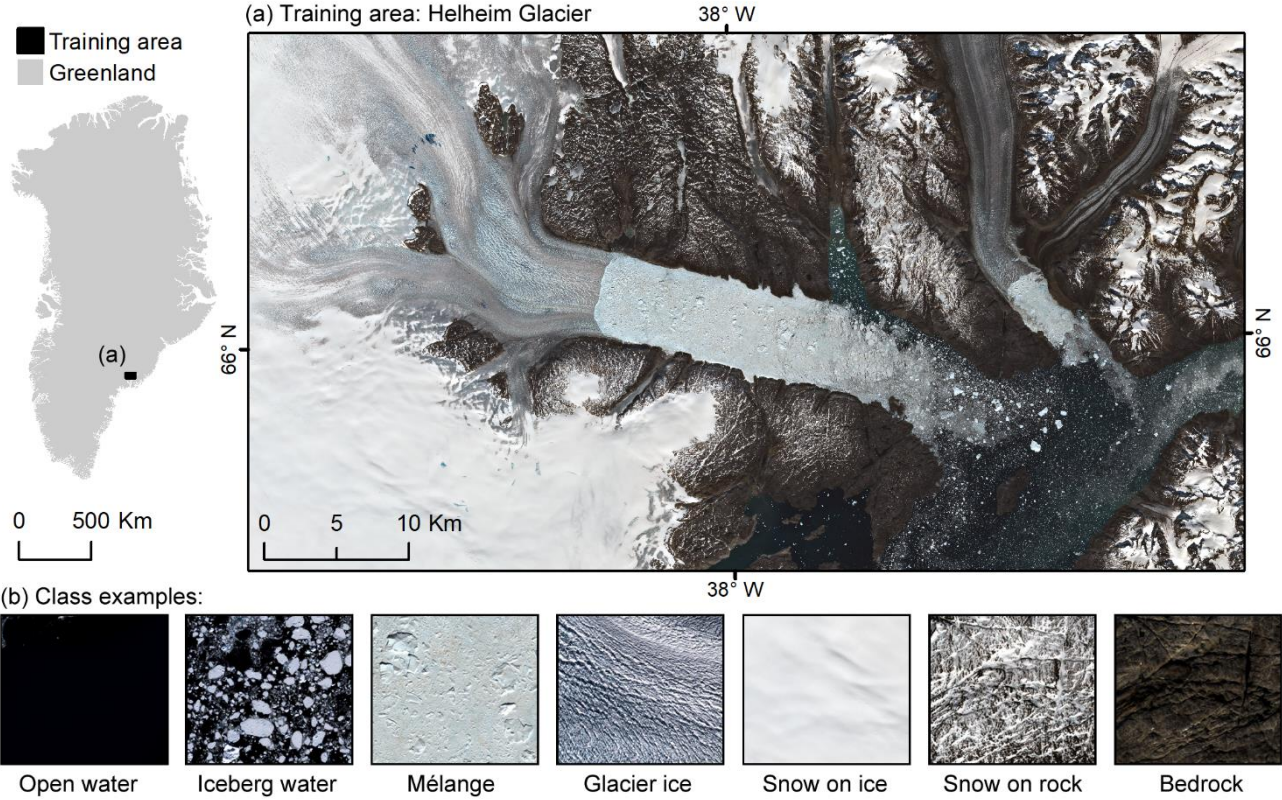 (a) Training area: Helheim Glacier
38° W
Training area
Greenland
66° N
66° N
(a)
0 500 Km
0 5 10 Km
38° W
(b) Class examples:
Open water
Iceberg water
Mélange
Glacier ice
Snow on ice
Snow on rock
Bedrock